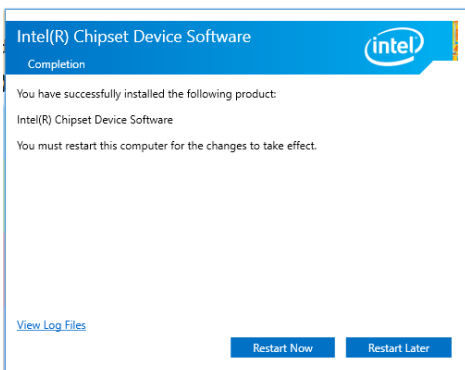 Intel(R) Chipset Device Software
intel
Completion
You have successfully installed the following product:
Intel(R) Chipset Device Software
You must restart this computer for the changes to take effect.
View Log Files
Restart Now
Restart Later